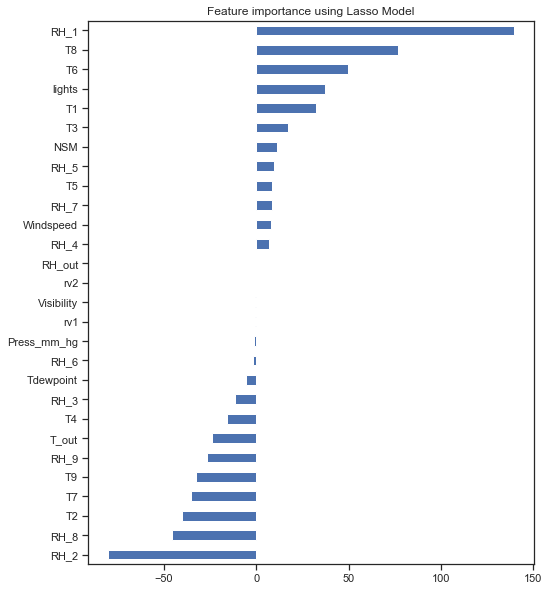 Feature importance using Lasso Model
RH_1
T8
T6
lights
T1
T3
NSM
RH_5
T5
RH_7
Windspeed
RH_4
RH_out
rv2
Visibility
rv1
Press_mm_hg
RH_6
Tdewpoint
RH_3
T4
T_out
RH_9
T9
T7
T2
RH_8
RH_2
−50 0 50 100 150